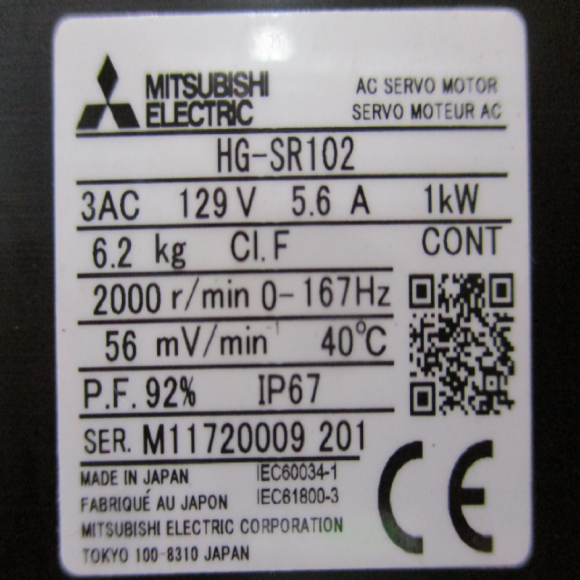 MITSUBISHI
ELECTRIC
AC SERVO MOTOR
SERVO MOTEUR AC
HG-SR102
3AC 129 V 5.6 A 1kW
6.2 kg CI.F CONT
2000 r/min 0-167Hz
56 mV/min⁻¹ 40℃
P.F. 92% IP67
SER. M11720009 201
MADE IN JAPAN IEC60034-1
FABRIQUÉ AU JAPON IEC61800-3
MITSUBISHI ELECTRIC CORPORATION
TOKYO 100-8310 JAPAN
CE